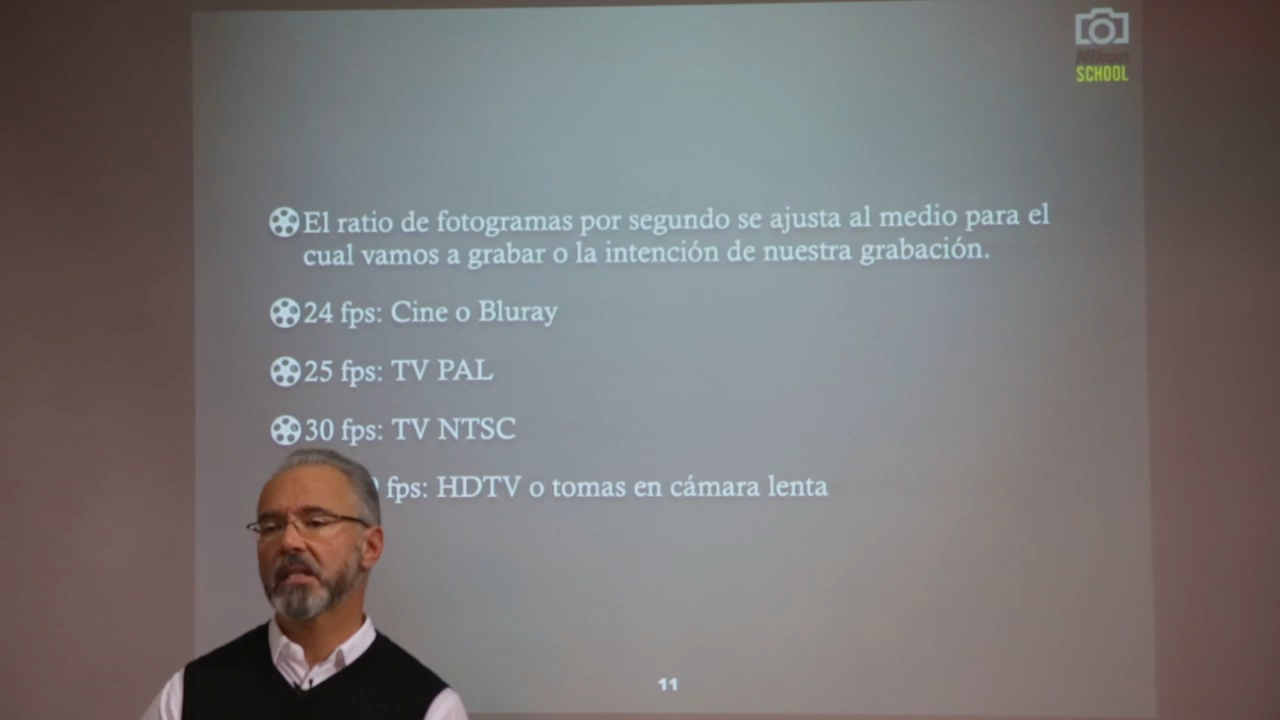 SCHOOL
El ratio de fotogramas por segundo se ajusta al medio para el
cual vamos a grabar o la intención de nuestra grabación.
24 fps: Cine o Bluray
25 fps: TV PAL
30 fps: TV NTSC
fps: HDTV o tomas en cámara lenta
11